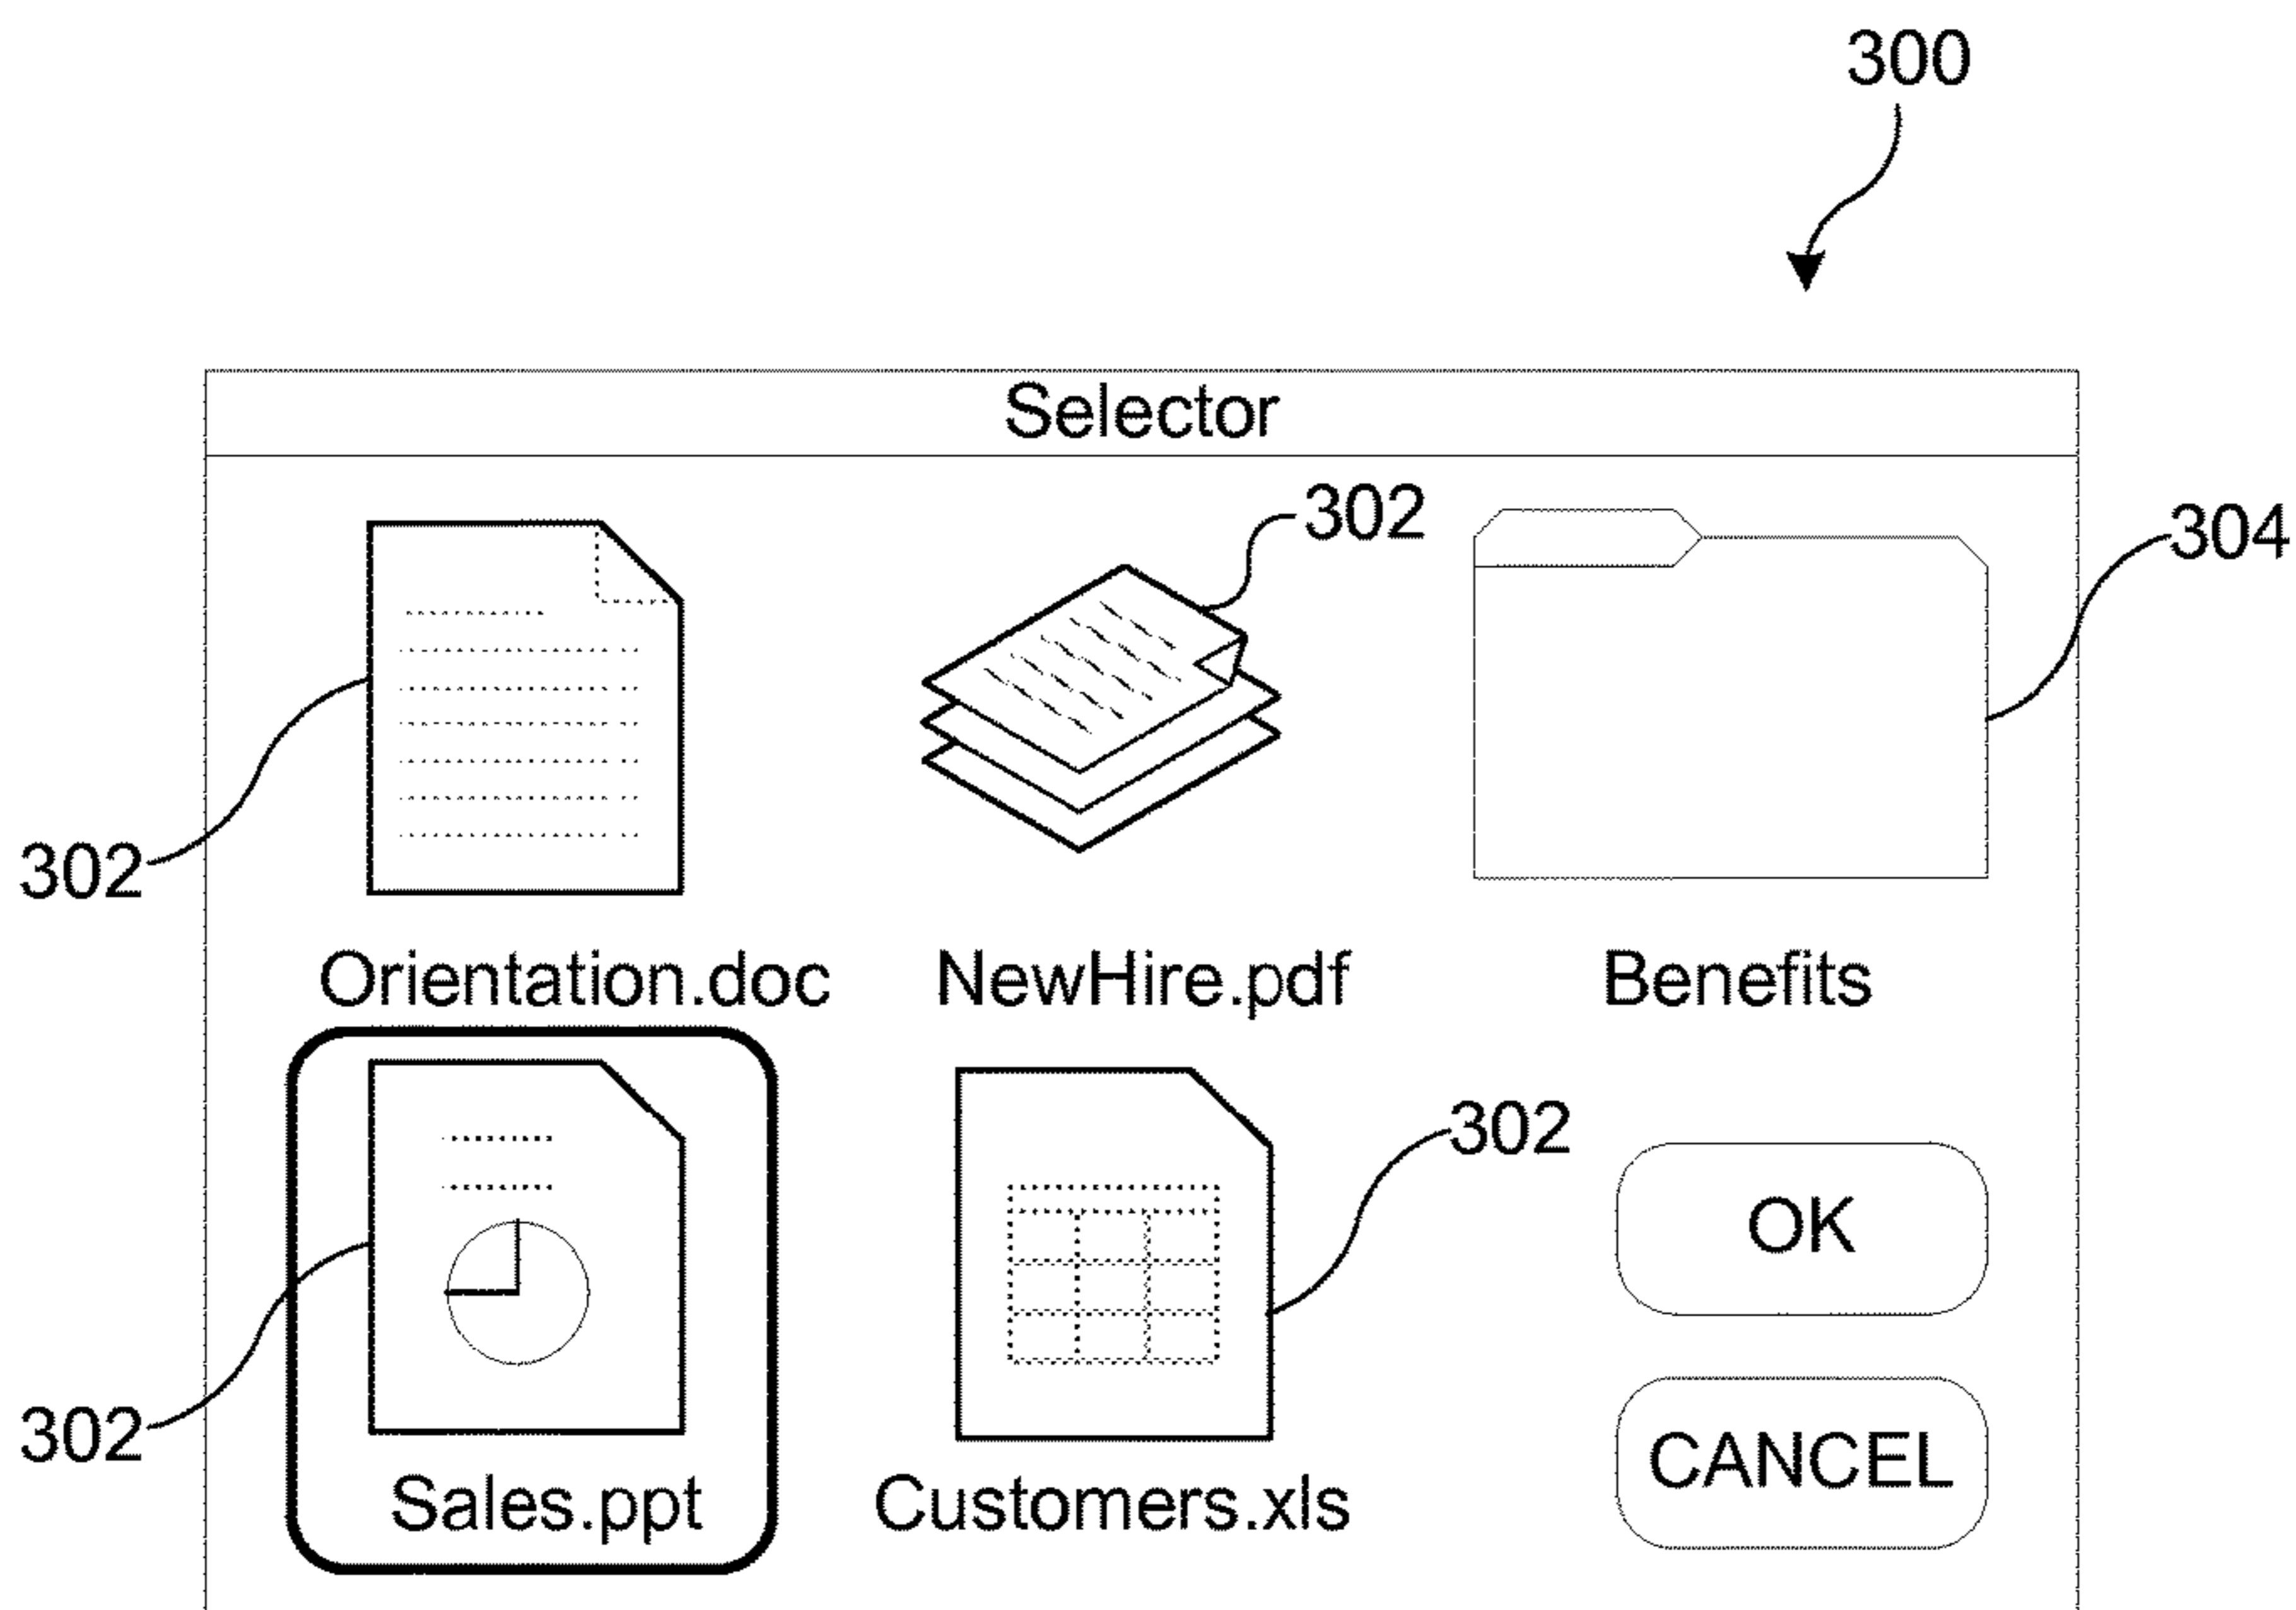 300
Selector
302
304
302
Orientation.doc
NewHire.pdf
Benefits
302
OK
302
CANCEL
Sales.ppt
Customers.xls